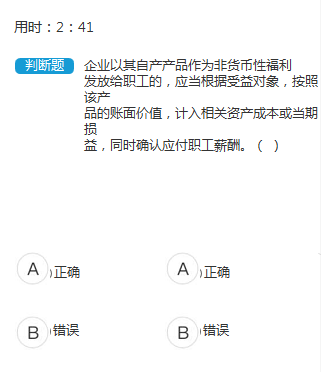 用时：2：41
判断题 企业以其自产产品作为非货币性福利
发放给职工的，应当根据受益对象，按照
该产
品的账面价值，计入相关资产成本或当期
损
益，同时确认应付职工薪酬。（ ）
A )正确 A )正确
B )错误 B )错误